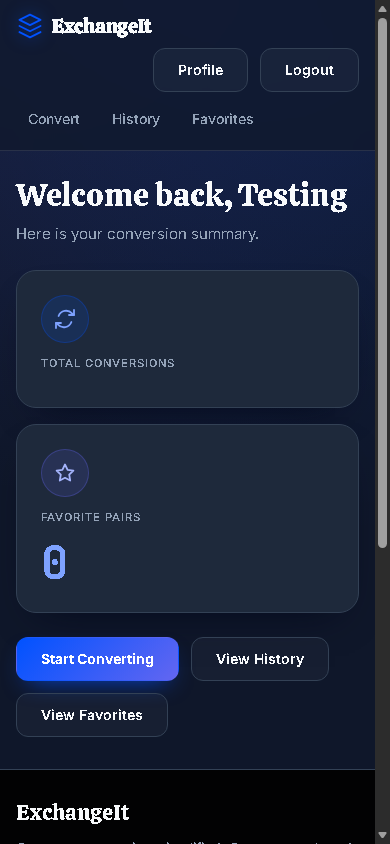 ExchangeIt
Profile Logout
Convert History Favorites
Welcome back, Testing
Here is your conversion summary.
TOTAL CONVERSIONS
FAVORITE PAIRS
0
Start Converting View History
View Favorites
ExchangeIt